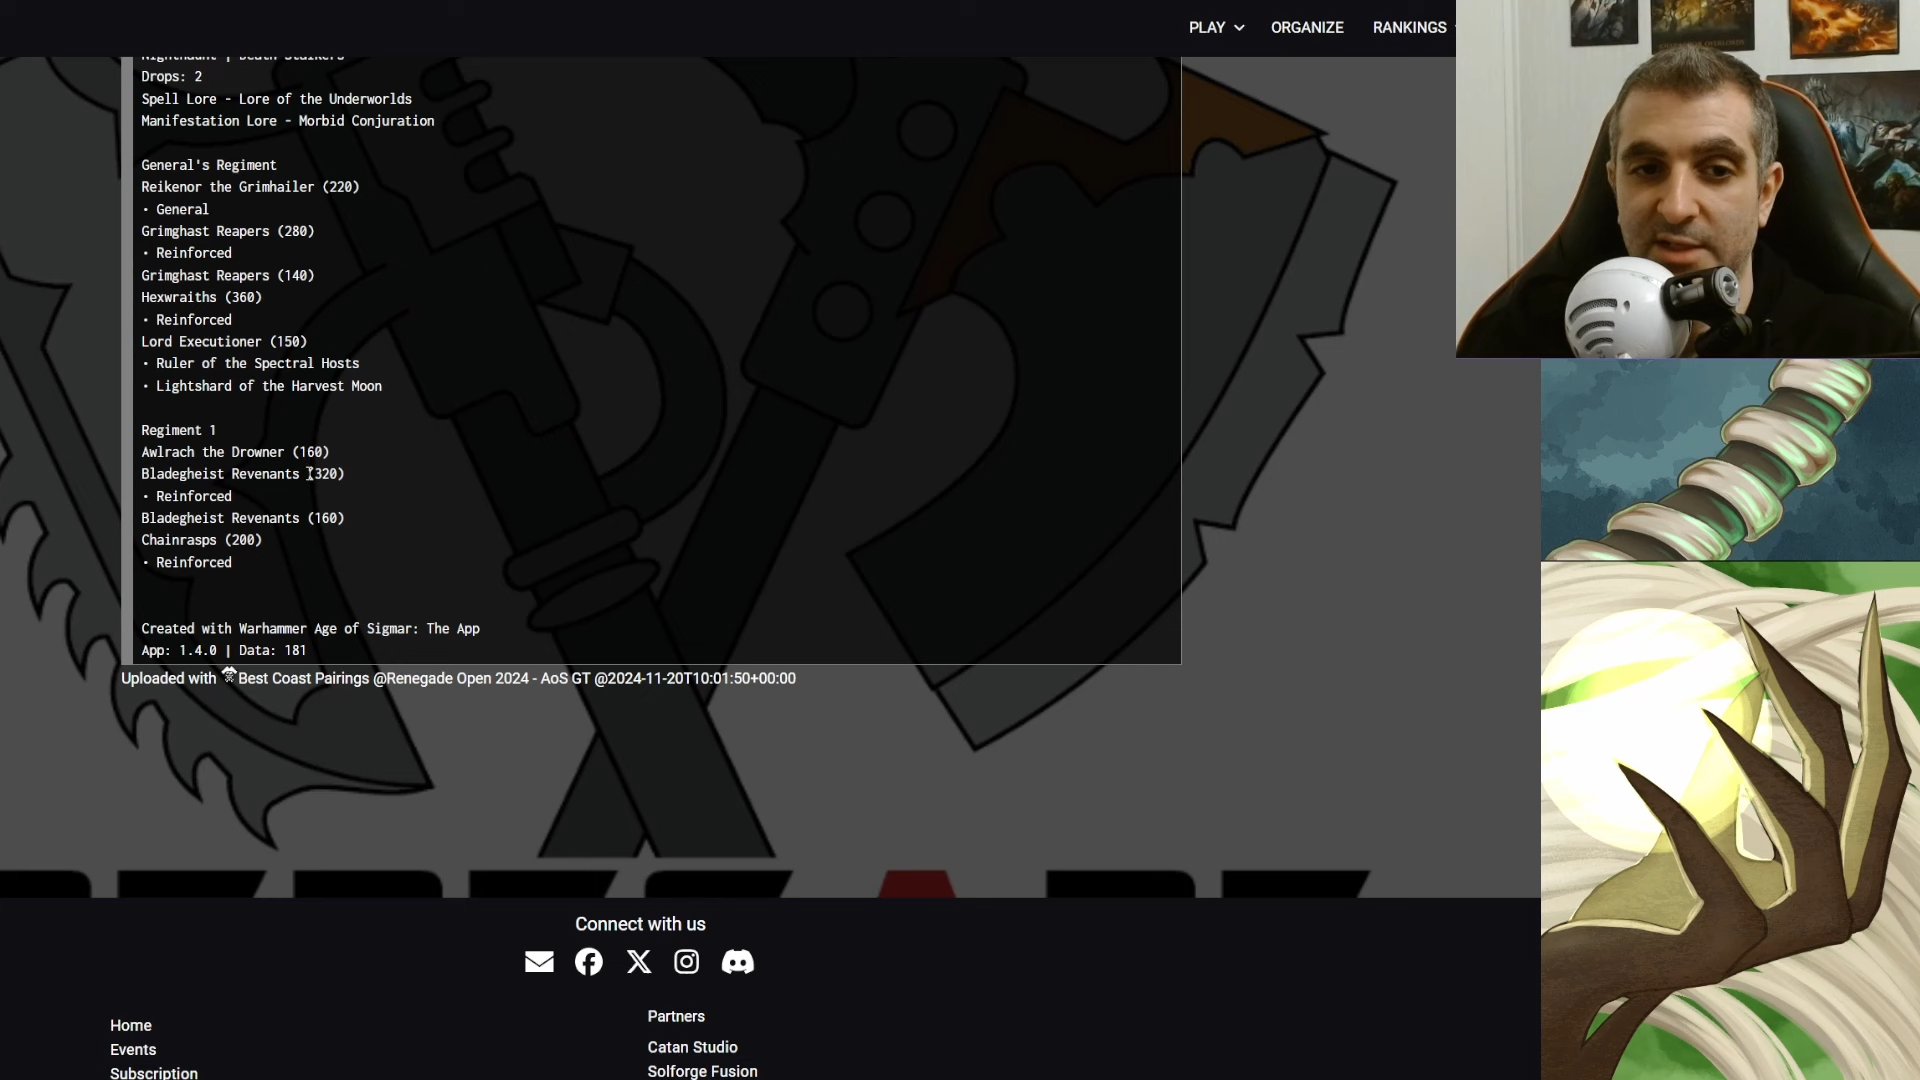 PLAY ORGANIZE RANKINGS
Nighthaunt | Death Stalkers
Drops: 2
Spell Lore - Lore of the Underworlds
Manifestation Lore - Morbid Conjuration
General's Regiment
Reikenor the Grimhailer (220)
• General
Grimghast Reapers (280)
• Reinforced
Grimghast Reapers (140)
Hexwraiths (360)
• Reinforced
Lord Executioner (150)
• Ruler of the Spectral Hosts
• Lightshard of the Harvest Moon
Regiment 1
Awlrach the Drowner (160)
Bladegheist Revenants (320)
• Reinforced
Bladegheist Revenants (160)
Chainrasps (200)
• Reinforced
Created with Warhammer Age of Sigmar: The App
App: 1.4.0 | Data: 181
Uploaded with Best Coast Pairings @Renegade Open 2024 - AoS GT @2024-11-20T10:01:50+00:00
Connect with us
Home
Events
Subscription
Partners
Catan Studio
Solforge Fusion